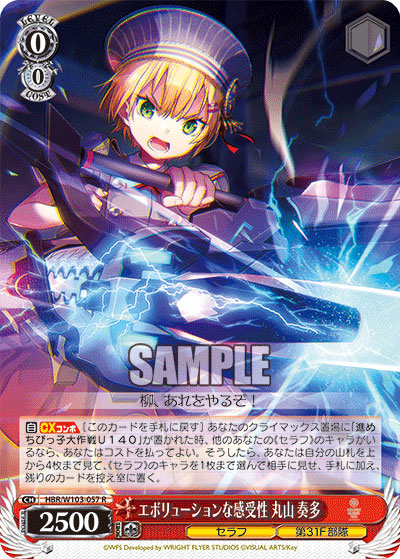 LEVEL
0
0
COST
SAMPLE
柳、あれをやるぞ！
自 CXコンボ ［このカードを手札に戻す］ あなたのクライマックス置場に「進め
ちびっ子大作戦Ｕ１４０」が置かれた時、他のあなたの《セラフ》のキャラがい
るなら、あなたはコストを払ってよい。そうしたら、あなたは自分の山札を上
から4枚まで見て、《セラフ》のキャラを1枚まで選んで相手に見せ、手札に加え、
残りのカードを控え室に置く。
CH HBR/W103-057 R
エボリューションな感受性 丸山 奏多
2500
セラフ
第31F部隊
©WFS Developed by WRIGHT FLYER STUDIOS ©VISUAL ARTS/Key